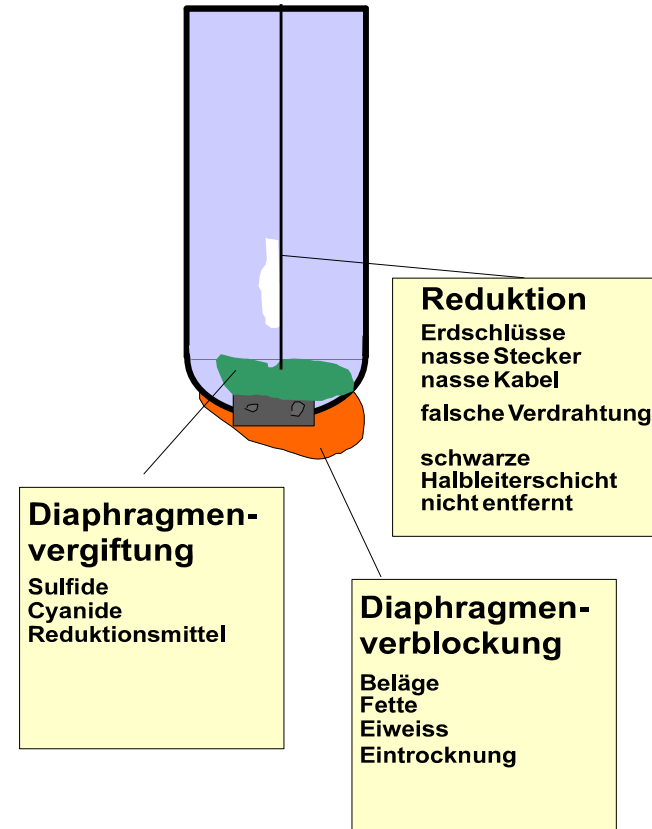 Reduktion
Erdschlüsse
nasse Stecker
nasse Kabel
falsche Verdrahtung
schwarze
Halbleiterschicht
nicht entfernt
Diaphragmen-
vergiftung
Sulfide
Cyanide
Reduktionsmittel
Diaphragmen-
verblockung
Beläge
Fette
Eiweiss
Eintrocknung